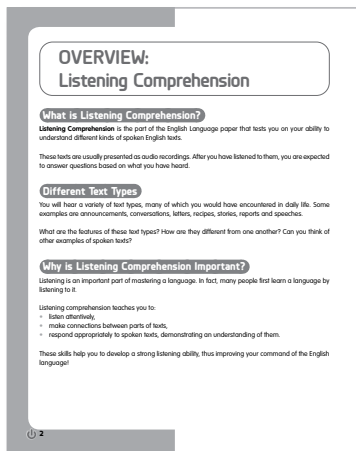 OVERVIEW:
Listening Comprehension
What is Listening Comprehension?
Listening Comprehension is the part of the English Language paper that tests you on your ability to
understand different kinds of spoken English texts.
These texts are usually presented as audio recordings. After you have listened to them, you are expected
to answer questions based on what you have heard.
Different Text Types
You will hear a variety of text types, many of which you would have encountered in daily life. Some
examples are announcements, conversations, letters, recipes, stories, reports and speeches.
What are the features of these text types? How are they different from one another? Can you think of
other examples of spoken texts?
Why is Listening Comprehension Important?
Listening is an important part of mastering a language. In fact, many people first learn a language by
listening to it.
Listening comprehension teaches you to:
• listen attentively,
• make connections between parts of texts,
• respond appropriately to spoken texts, demonstrating an understanding of them.
These skills help you to develop a strong listening ability, thus improving your command of the English
language!
2